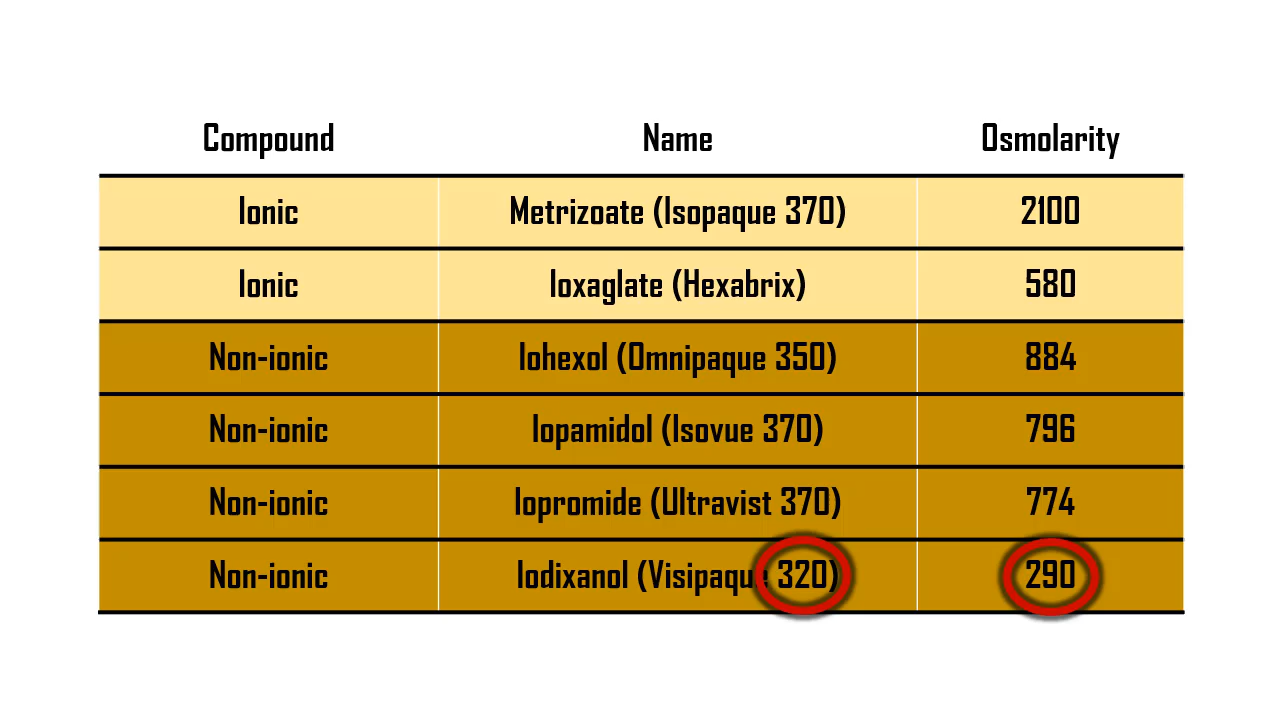 Compound Name Osmolarity
Ionic Metrizoate (Isopaque 370) 2100
Ionic Ioxaglate (Hexabrix) 580
Non-ionic Iohexol (Omnipaque 350) 884
Non-ionic Iopamidol (Isovue 370) 796
Non-ionic Iopromide (Ultravist 370) 774
Non-ionic Iodixanol (Visipaque 320) 290